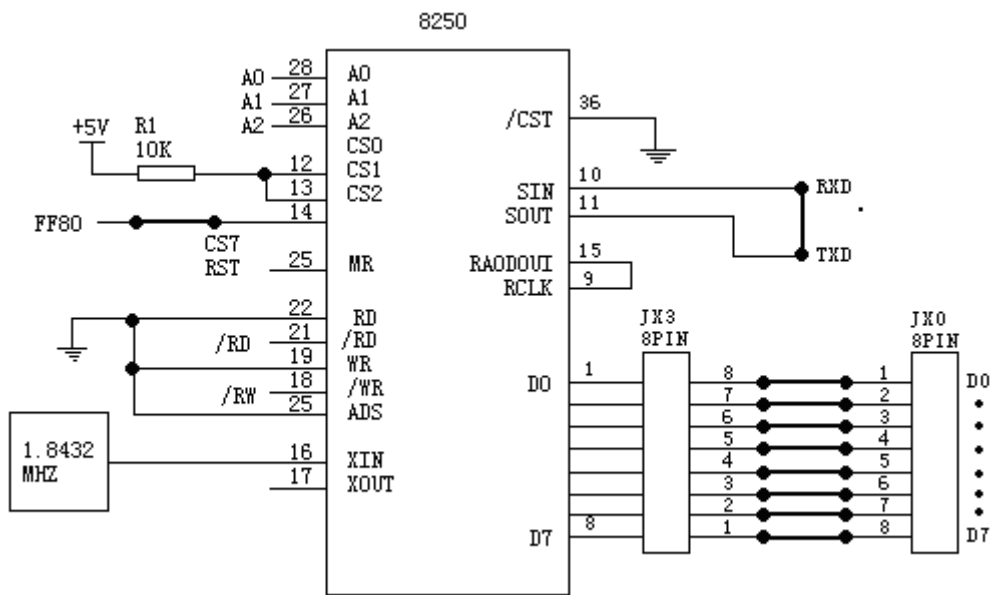 8250
A0 28 A0
A1 27 A1
A2 26 A2
/CST 36
+5V
R1
10K
CS0
12 CS1
13 CS2
14
FF80
CS7
RST 25 MR
SIN 10 RXD
SOUT 11
TXD
RAODOUI 15
RCLK 9
22 RD
/RD 21 /RD
19 WR
/RW 18 /WR
25 ADS
1.8432
MHZ
16 XIN
17 XOUT
JX3
8PIN
JX0
8PIN
D0 1 8 1 D0
7 2
6 3
5 4
4 5
3 6
2 7
D7 8 1 8 D7